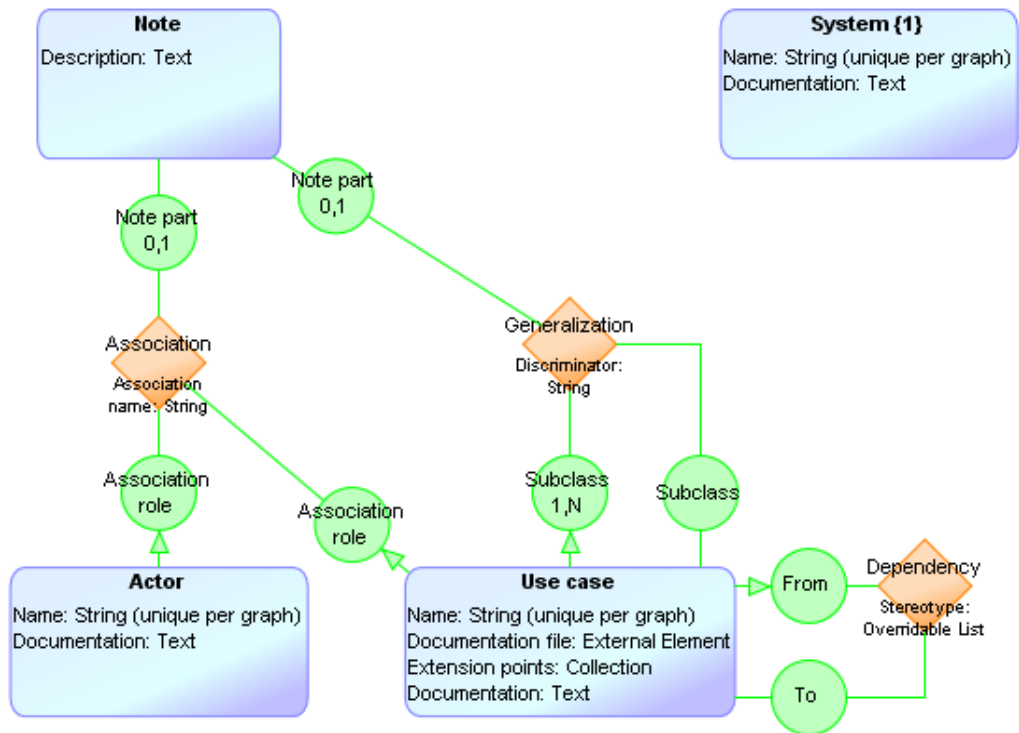 Note
Description: Text
System {1}
Name: String (unique per graph)
Documentation: Text
Note part
0,1
Note part
0,1
Association
Association
name: String
Generalization
Discriminator:
String
Association
role
Association
role
Subclass
1,N
Subclass
Actor
Name: String (unique per graph)
Documentation: Text
Use case
Name: String (unique per graph)
Documentation file: External Element
Extension points: Collection
Documentation: Text
From
Dependency
Stereotype:
Overridable List
To